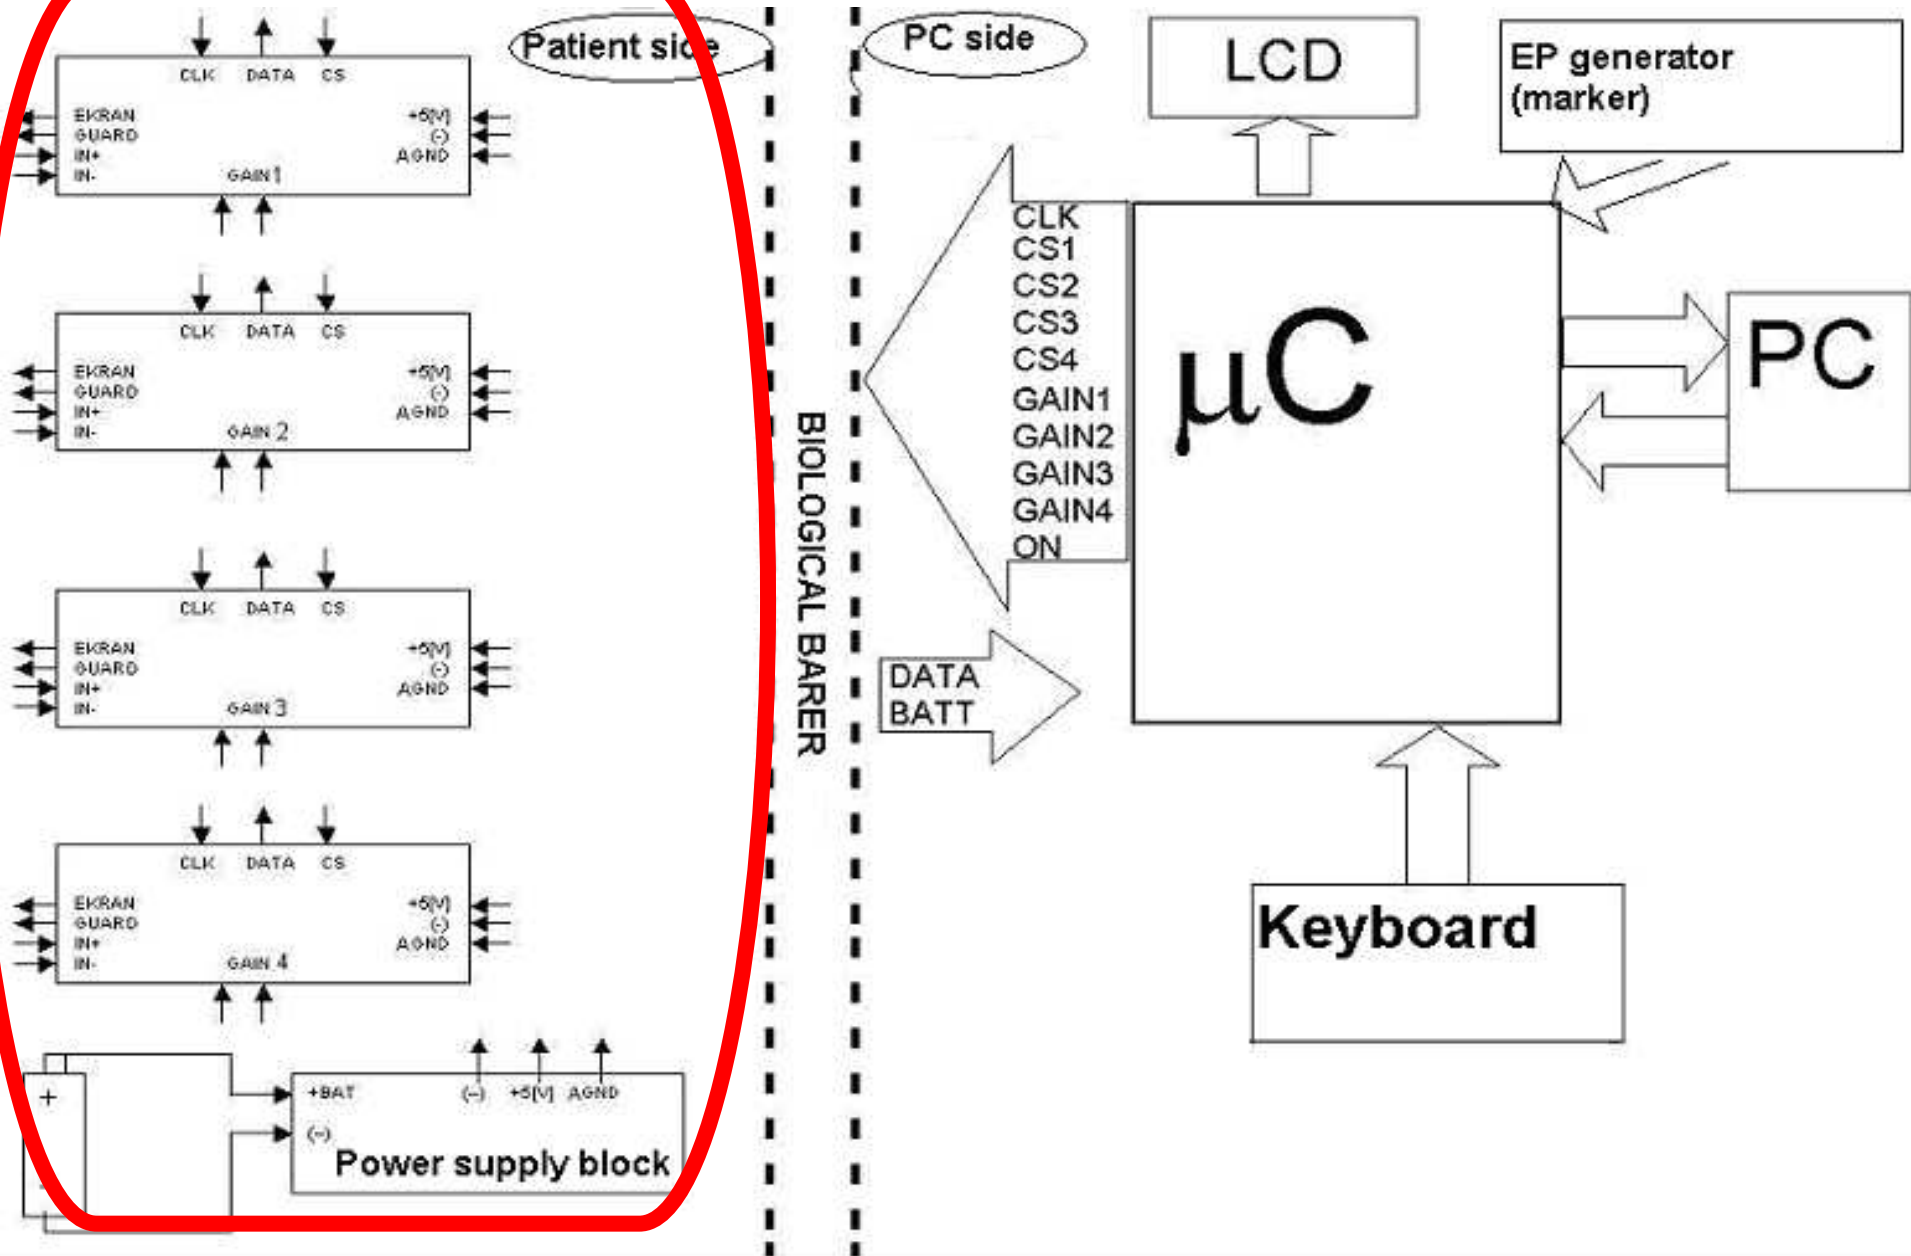 Patient side
CLK DATA CS
EKRAN
GUARD
IN+
IN-
+5[V]
(-)
AGND
GAIN1
CLK DATA CS
EKRAN
GUARD
IN+
IN-
+5[V]
(-)
AGND
GAIN 2
CLK DATA CS
EKRAN
GUARD
IN+
IN-
+5[V]
(-)
AGND
GAIN 3
CLK DATA CS
EKRAN
GUARD
IN+
IN-
+5[V]
(-)
AGND
GAIN 4
+
-
+BAT
(-)
(-) +5[V] AGND
Power supply block
BIOLOGICAL BARER
PC side
LCD
EP generator
(marker)
CLK
CS1
CS2
CS3
CS4
GAIN1
GAIN2
GAIN3
GAIN4
ON
DATA
BATT
µC
PC
Keyboard